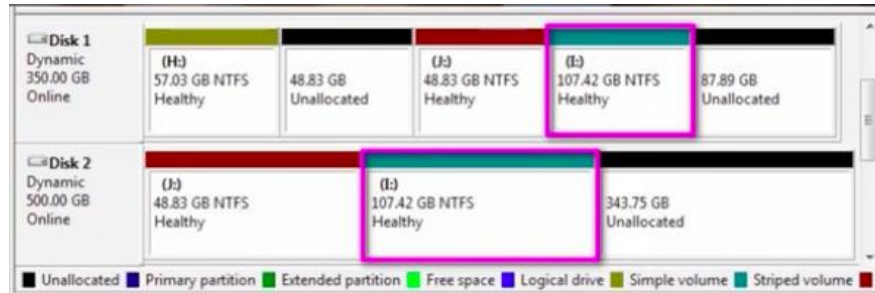 Disk 1
Dynamic
350.00 GB
Online
(H:)
57.03 GB NTFS
Healthy
48.83 GB
Unallocated
(J:)
48.83 GB NTFS
Healthy
(I:)
107.42 GB NTFS
Healthy
87.89 GB
Unallocated
Disk 2
Dynamic
500.00 GB
Online
(J:)
48.83 GB NTFS
Healthy
(I:)
107.42 GB NTFS
Healthy
343.75 GB
Unallocated
Unallocated Primary partition Extended partition Free space Logical drive Simple volume Striped volume